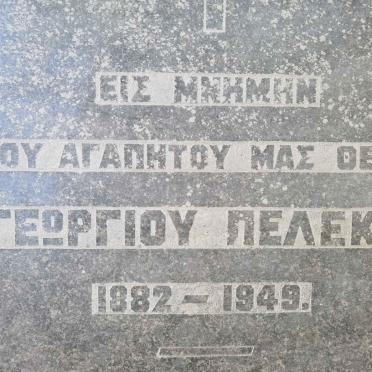 ΕΙΣ ΜΝΗΜΗΝ
ΟΥ ΑΓΑΠΗΤΟΥ ΜΑΣ ΘΕ
ΓΕΩΡΓΙΟΥ ΠΕΛΕΚ
1882 – 1949.